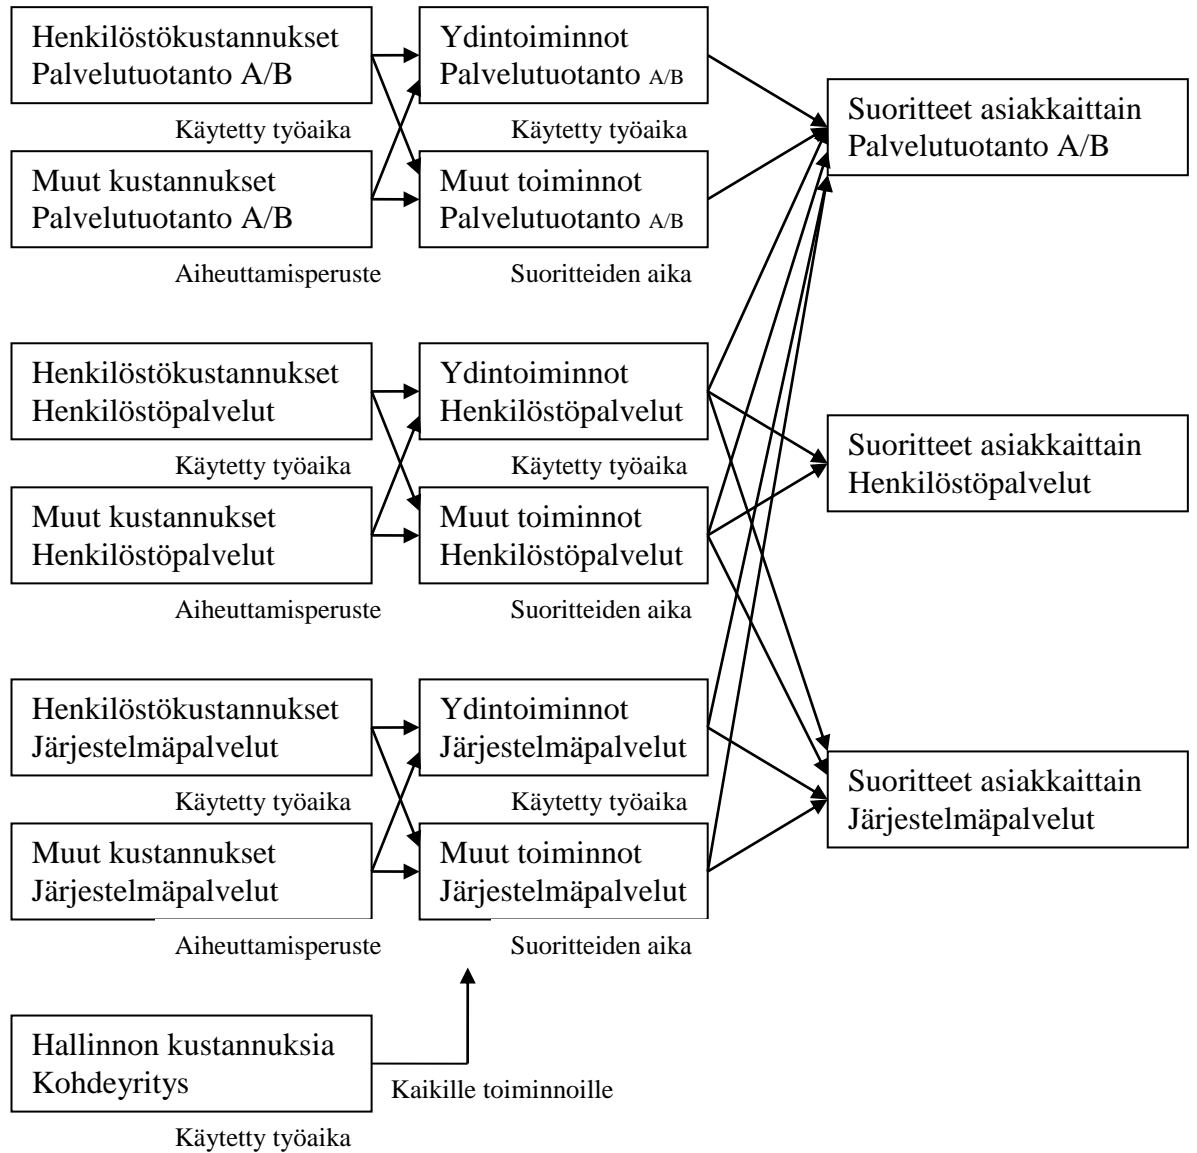 Henkilöstökustannukset
Palvelutuotanto A/B
Käytetty työaika
Muut kustannukset
Palvelutuotanto A/B
Aiheuttamisperuste
Ydintoiminnot
Palvelutuotanto A/B
Käytetty työaika
Muut toiminnot
Palvelutuotanto A/B
Suoritteiden aika
Suoritteet asiakkaittain
Palvelutuotanto A/B
Henkilöstökustannukset
Henkilöstöpalvelut
Käytetty työaika
Muut kustannukset
Henkilöstöpalvelut
Aiheuttamisperuste
Ydintoiminnot
Henkilöstöpalvelut
Käytetty työaika
Muut toiminnot
Henkilöstöpalvelut
Suoritteiden aika
Suoritteet asiakkaittain
Henkilöstöpalvelut
Henkilöstökustannukset
Järjestelmäpalvelut
Käytetty työaika
Muut kustannukset
Järjestelmäpalvelut
Aiheuttamisperuste
Ydintoiminnot
Järjestelmäpalvelut
Käytetty työaika
Muut toiminnot
Järjestelmäpalvelut
Suoritteiden aika
Suoritteet asiakkaittain
Järjestelmäpalvelut
Hallinnon kustannuksia
Kohdeyritys
Käytetty työaika
Kaikille toiminnoille